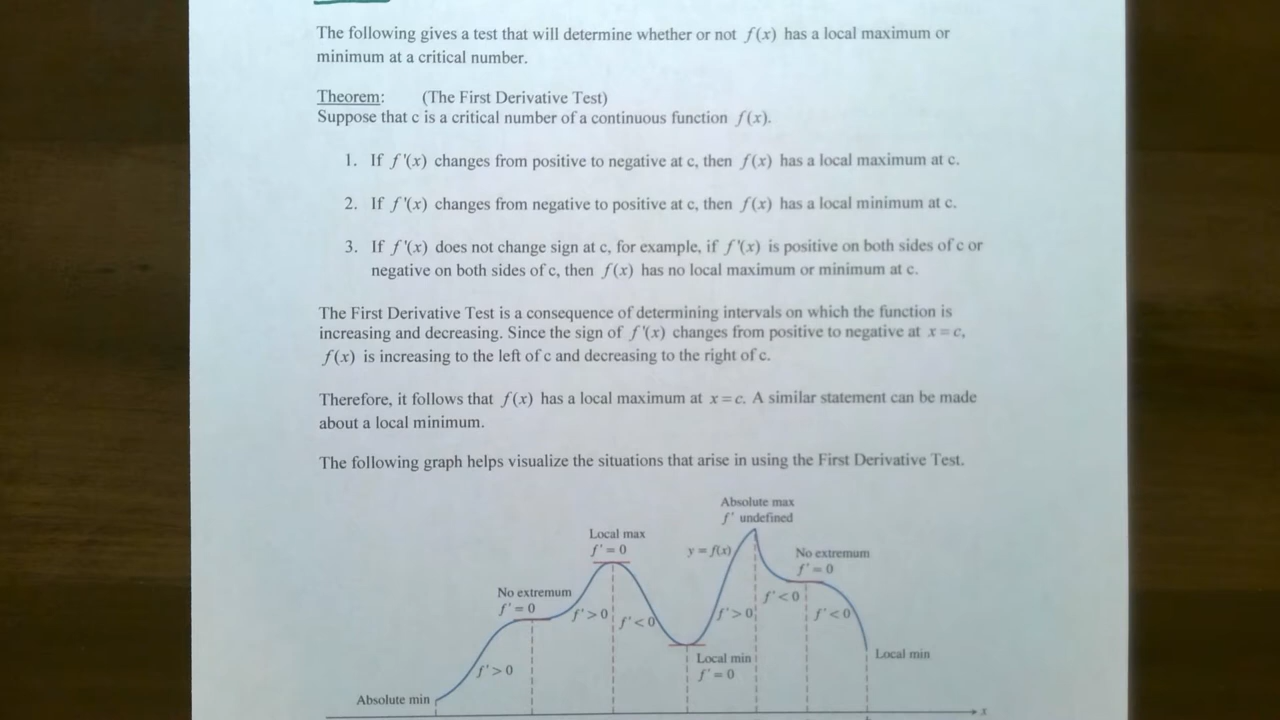 The following gives a test that will determine whether or not f(x) has a local maximum or
minimum at a critical number.
Theorem: (The First Derivative Test)
Suppose that c is a critical number of a continuous function f(x).
1. If f'(x) changes from positive to negative at c, then f(x) has a local maximum at c.
2. If f'(x) changes from negative to positive at c, then f(x) has a local minimum at c.
3. If f'(x) does not change sign at c, for example, if f'(x) is positive on both sides of c or
negative on both sides of c, then f(x) has no local maximum or minimum at c.
The First Derivative Test is a consequence of determining intervals on which the function is
increasing and decreasing. Since the sign of f'(x) changes from positive to negative at x = c,
f(x) is increasing to the left of c and decreasing to the right of c.
Therefore, it follows that f(x) has a local maximum at x = c. A similar statement can be made
about a local minimum.
The following graph helps visualize the situations that arise in using the First Derivative Test.
Absolute max
f' undefined
Local max
f' = 0
y = f(x)
No extremum
f' = 0
No extremum
f' = 0
f' > 0
f' < 0
f' > 0
f' < 0
f' < 0
Local min
f' = 0
Local min
f' > 0
Absolute min
x